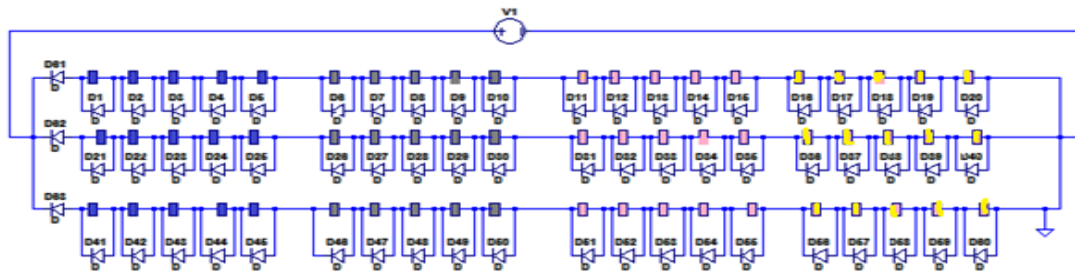 V1
D61 D6 D7 D8 D9 D10
D
D1 D2 D3 D4 D5 D11 D12 D13 D14 D15 D16 D17 D18 D19 D20
D D D D D D D D D D D D D D D D D D D D
D62
D
D21 D22 D23 D24 D25 D26 D27 D28 D29 D30 D31 D32 D33 D34 D35 D36 D37 D38 D39 D40
D D D D D D D D D D D D D D D D D D D D
D63
D
D41 D42 D43 D44 D45 D46 D47 D48 D49 D50 D51 D52 D53 D54 D55 D56 D57 D58 D59 D60
D D D D D D D D D D D D D D D D D D D D